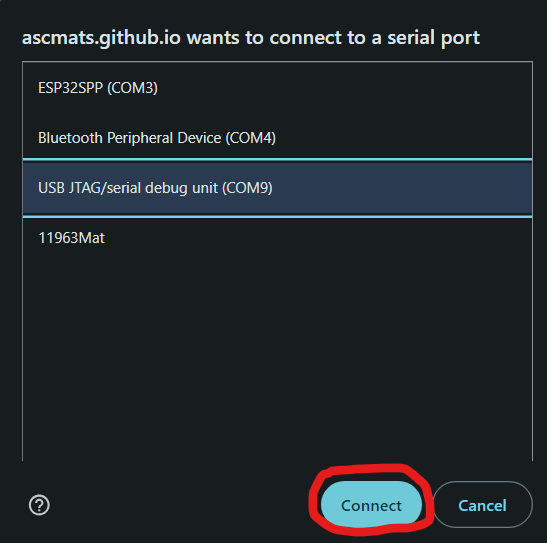 ascmats.github.io wants to connect to a serial port
ESP32SPP (COM3)
Bluetooth Peripheral Device (COM4)
USB JTAG/serial debug unit (COM9)
11963Mat
?
Connect
Cancel